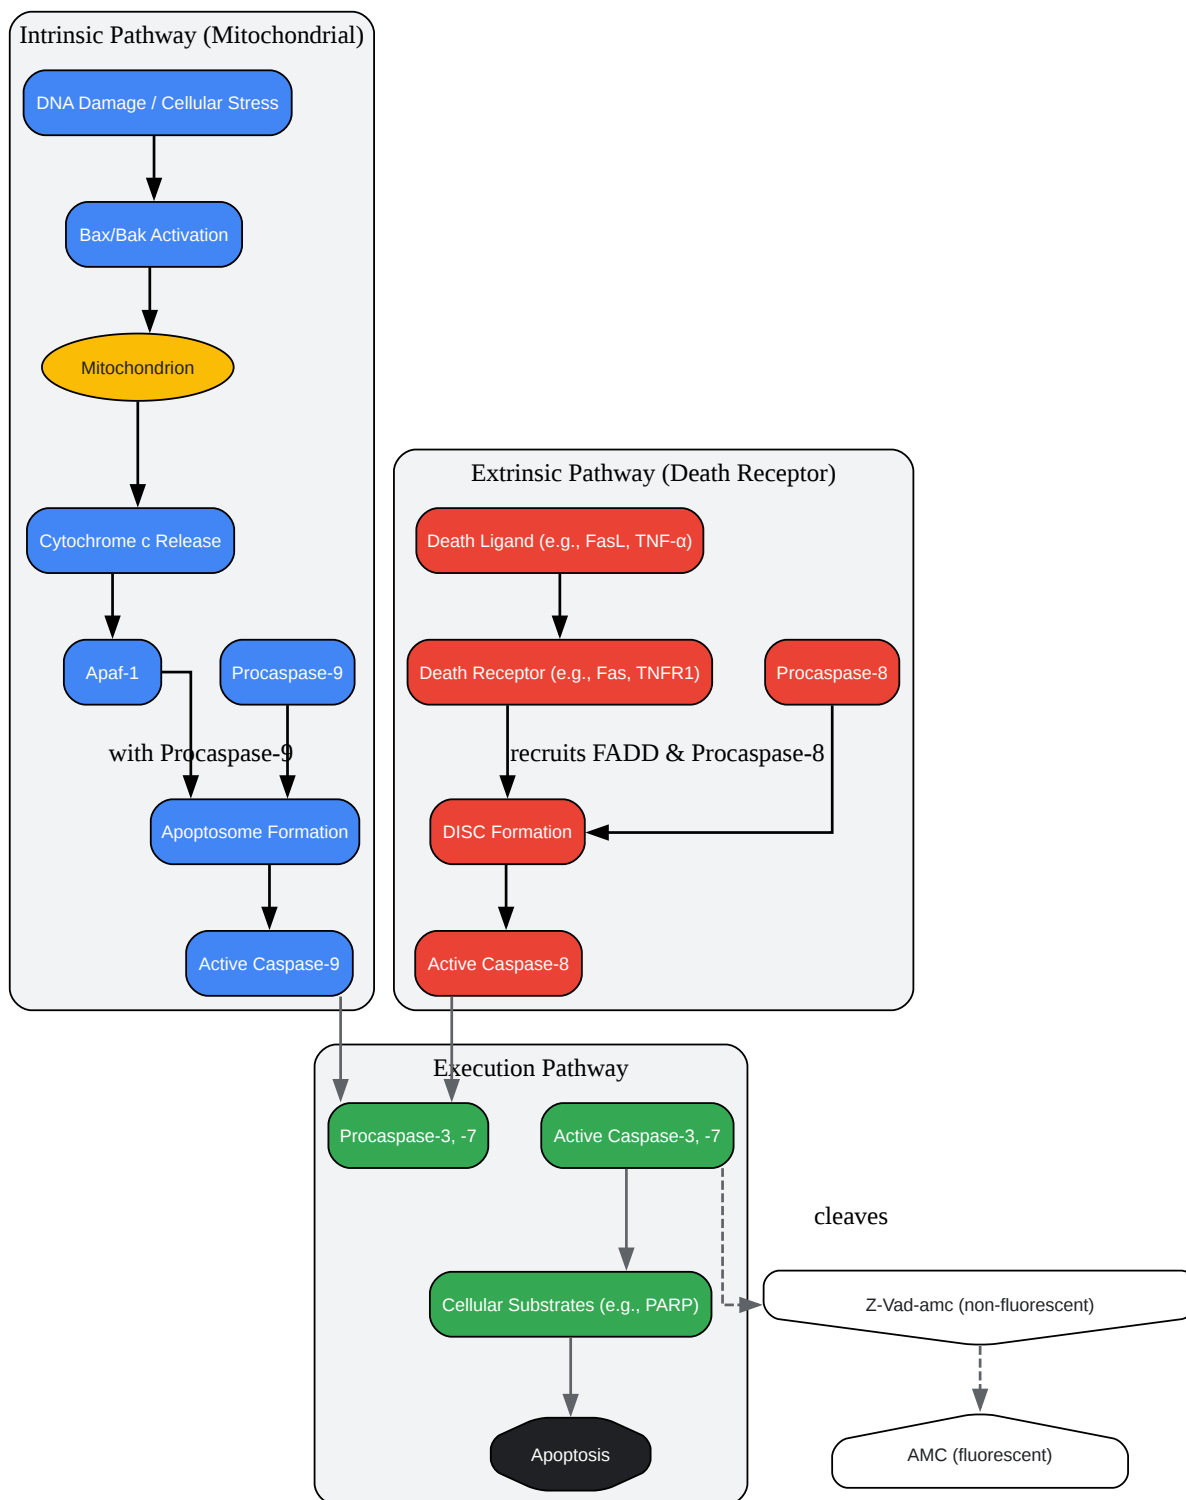 Intrinsic Pathway (Mitochondrial)
DNA Damage / Cellular Stress
Bax/Bak Activation
Mitochondrion
Cytochrome c Release
Apaf-1
Procaspase-9
with Procaspase-9
Apoptosome Formation
Active Caspase-9
Extrinsic Pathway (Death Receptor)
Death Ligand (e.g., FasL, TNF-α)
Death Receptor (e.g., Fas, TNFR1)
Procaspase-8
recruits FADD & Procaspase-8
DISC Formation
Active Caspase-8
Execution Pathway
Procaspase-3, -7
Active Caspase-3, -7
cleaves
Cellular Substrates (e.g., PARP)
Z-Vad-amc (non-fluorescent)
Apoptosis
AMC (fluorescent)